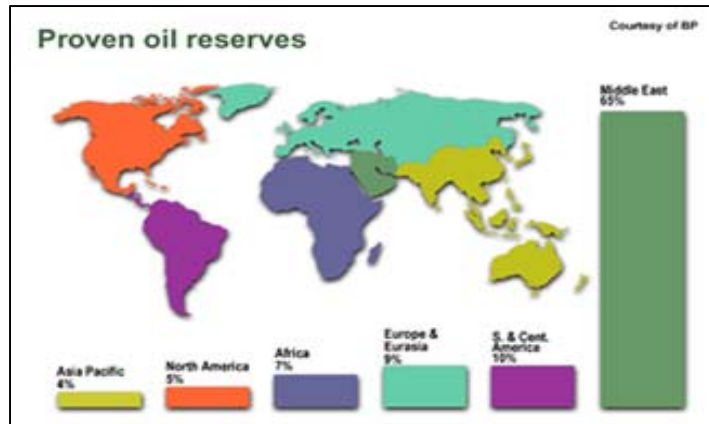 Proven oil reserves
Courtesy of BP
Middle East
65%
Asia Pacific
4%
North America
5%
Africa
7%
Europe &
Eurasia
9%
S. & Cent.
America
10%